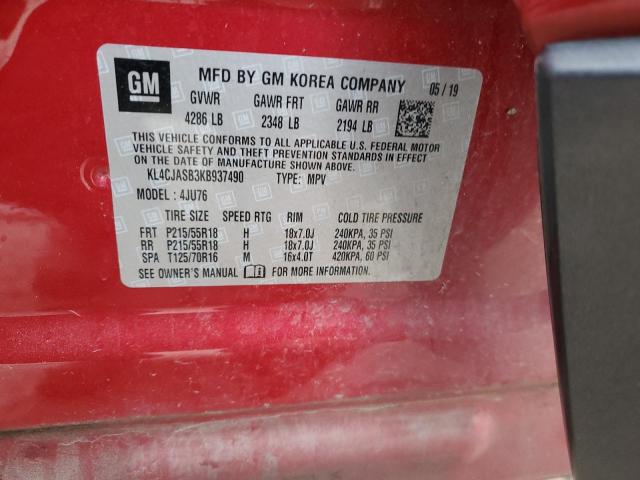 GM MFD BY GM KOREA COMPANY 05/19
GVWR GAWR FRT GAWR RR
4286 LB 2348 LB 2194 LB
THIS VEHICLE CONFORMS TO ALL APPLICABLE U.S. FEDERAL MOTOR
VEHICLE SAFETY AND THEFT PREVENTION STANDARDS IN EFFECT
ON THE DATE OF MANUFACTURE SHOWN ABOVE.
KL4CJASB3KB937490 TYPE: MPV
MODEL: 4JU76
TIRE SIZE SPEED RTG RIM COLD TIRE PRESSURE
FRT P215/55R18 H 18x7.0J 240KPA, 35 PSI
RR P215/55R18 H 18x7.0J 240KPA, 35 PSI
SPA T125/70R16 M 16x4.0T 420KPA, 60 PSI
SEE OWNER'S MANUAL FOR MORE INFORMATION.